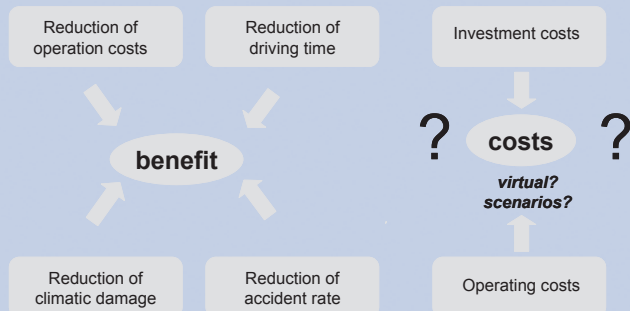 Reduction of
operation costs
Reduction of
driving time
Investment costs
benefit
?
costs
?
virtual?
scenarios?
Reduction of
climatic damage
Reduction of
accident rate
Operating costs